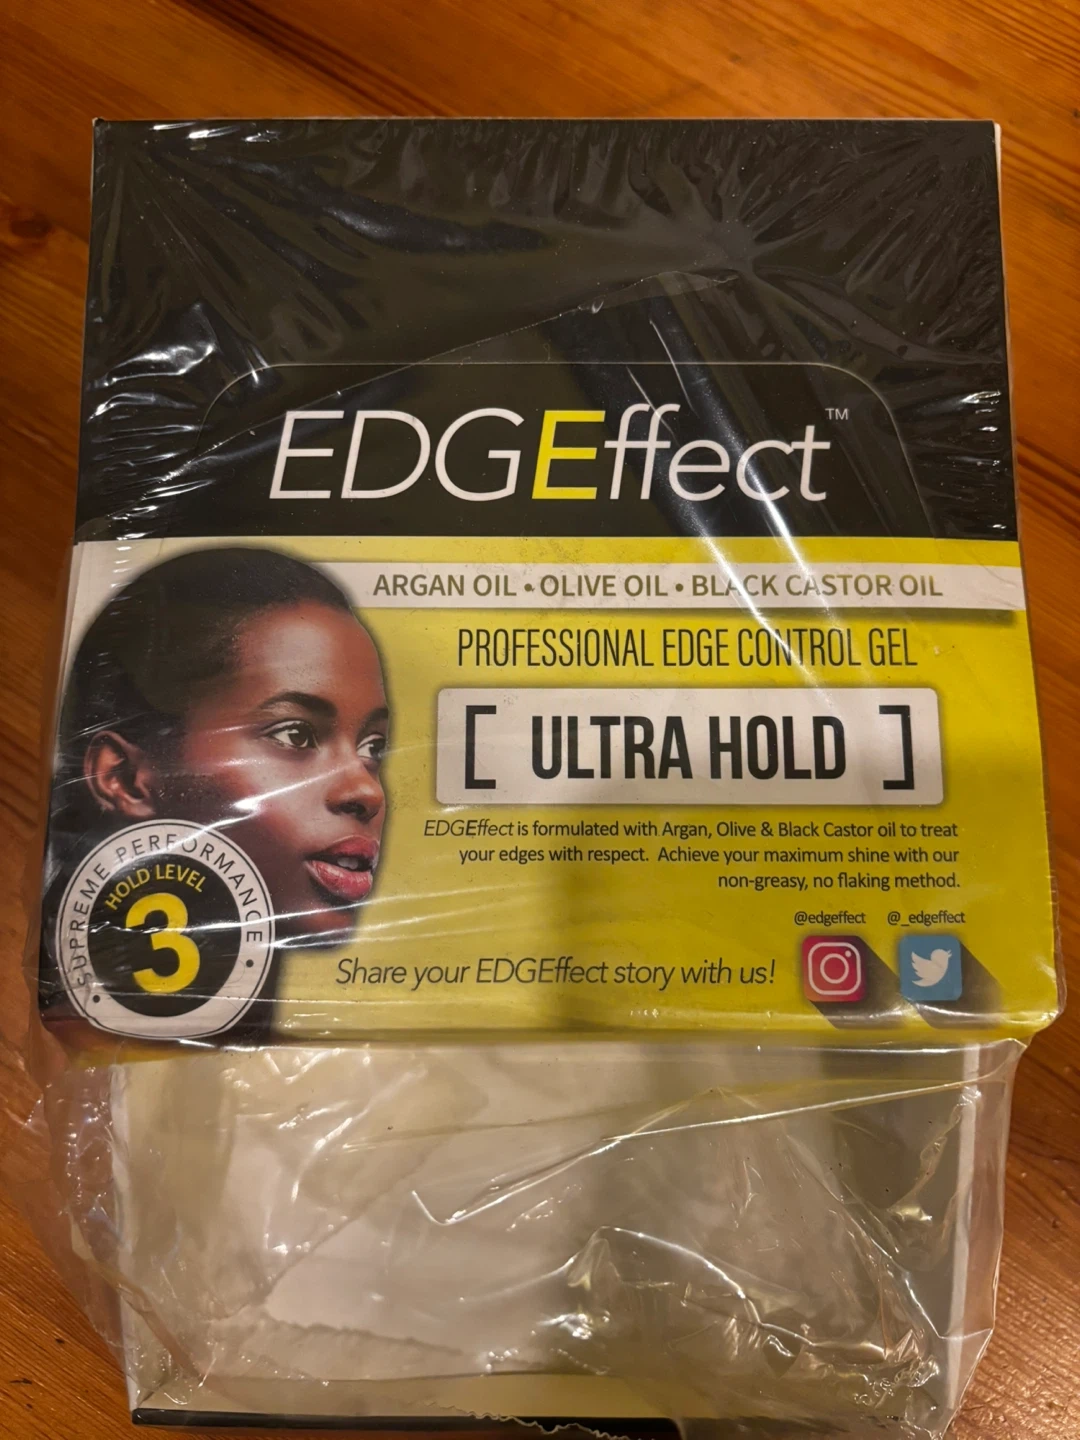 EDGEffect™
ARGAN OIL • OLIVE OIL • BLACK CASTOR OIL
PROFESSIONAL EDGE CONTROL GEL
[ ULTRA HOLD ]
EDGEffect is formulated with Argan, Olive & Black Castor oil to treat
your edges with respect. Achieve your maximum shine with our
non-greasy, no flaking method.
@edgeffect @_edgeffect
Share your EDGEffect story with us!
• SUPREME PERFORMANCE •
HOLD LEVEL
3